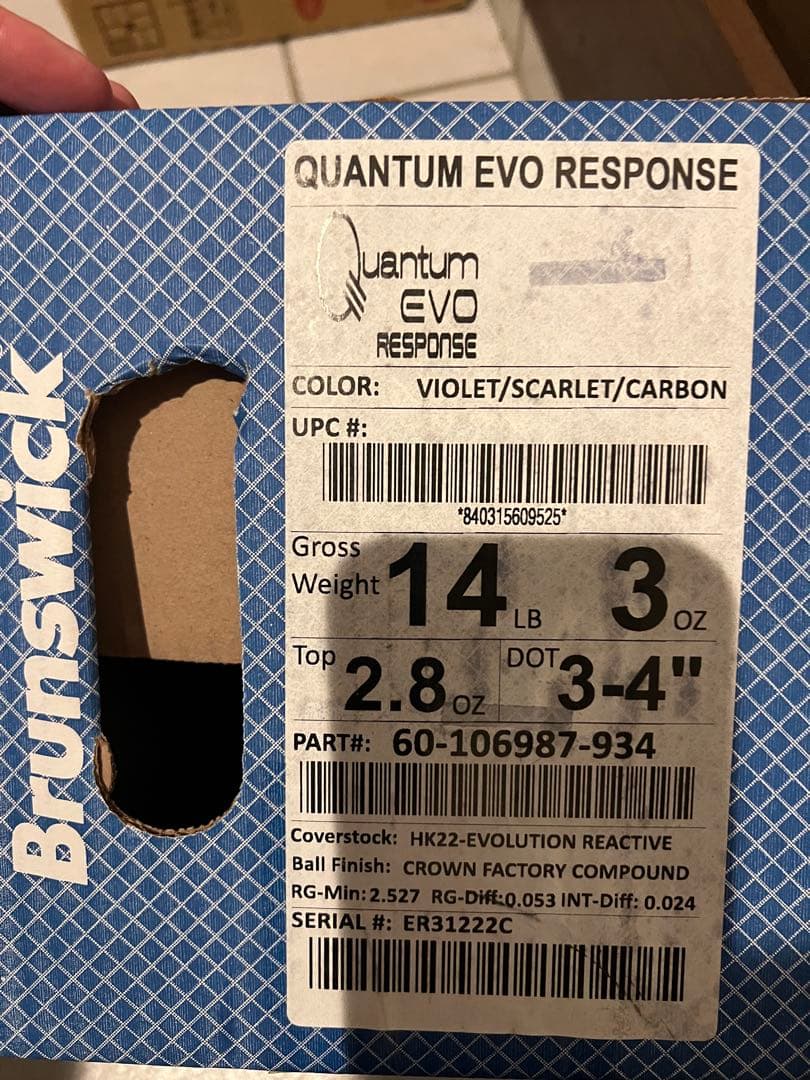 Brunswick
QUANTUM EVO RESPONSE
Quantum
EVO
RESPONSE
COLOR: VIOLET/SCARLET/CARBON
UPC #:
*840315609525*
Gross
Weight 14 LB 3 OZ
Top 2.8 OZ DOT 3-4"
PART#: 60-106987-934
Coverstock: HK22-EVOLUTION REACTIVE
Ball Finish: CROWN FACTORY COMPOUND
RG-Min: 2.527 RG-Diff: 0.053 INT-Diff: 0.024
SERIAL #: ER31222C